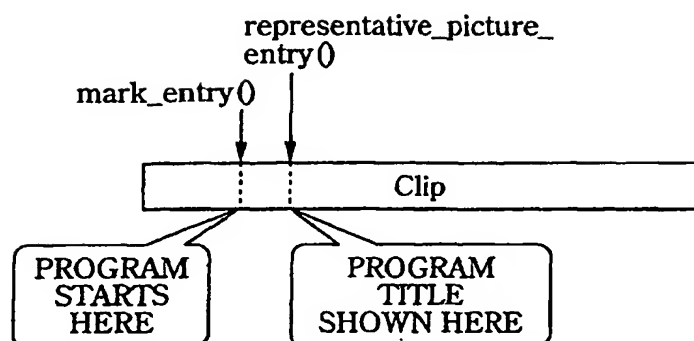 representative_picture_
entry()
mark_entry()
Clip
PROGRAM
STARTS
HERE
PROGRAM
TITLE
SHOWN HERE